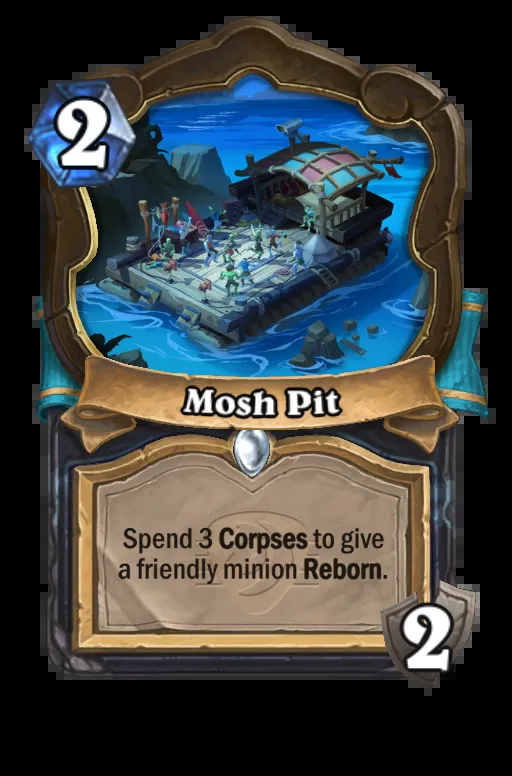 2
Mosh Pit
Spend 3 Corpses to give
a friendly minion Reborn.
2